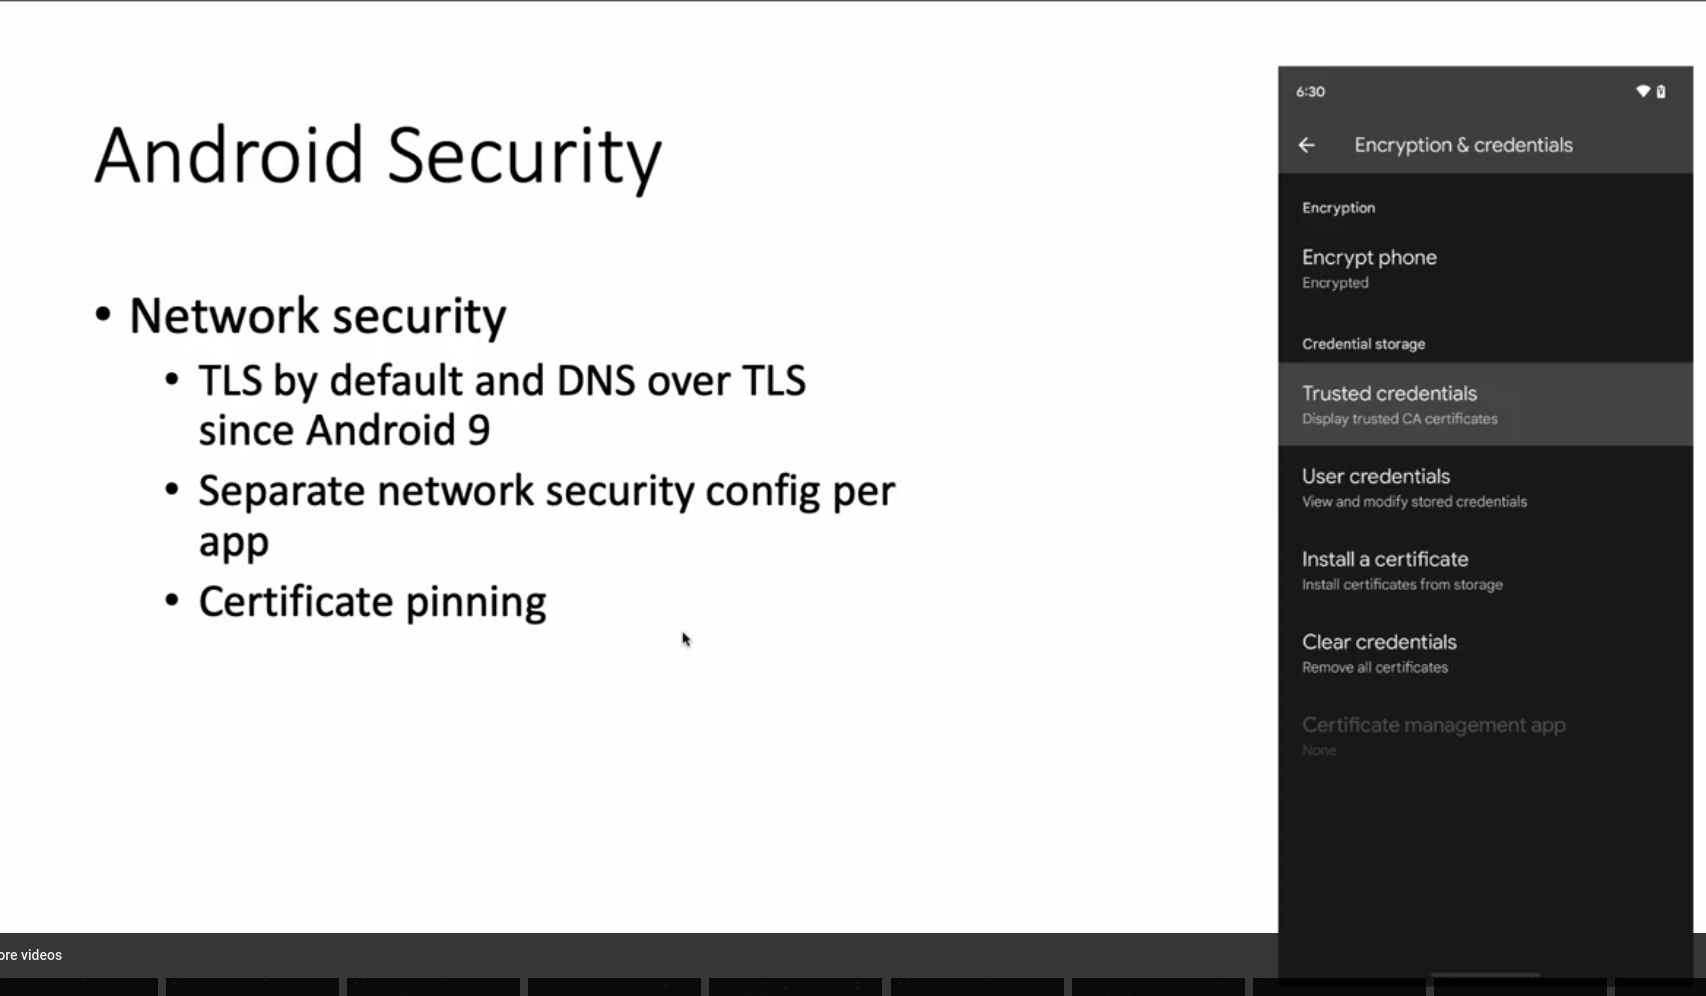 Android Security
• Network security
• TLS by default and DNS over TLS
since Android 9
• Separate network security config per
app
• Certificate pinning
6:30
Encryption & credentials
Encryption
Encrypt phone
Encrypted
Credential storage
Trusted credentials
Display trusted CA certificates
User credentials
View and modify stored credentials
Install a certificate
Install certificates from storage
Clear credentials
Remove all certificates
Certificate management app
None
ore videos